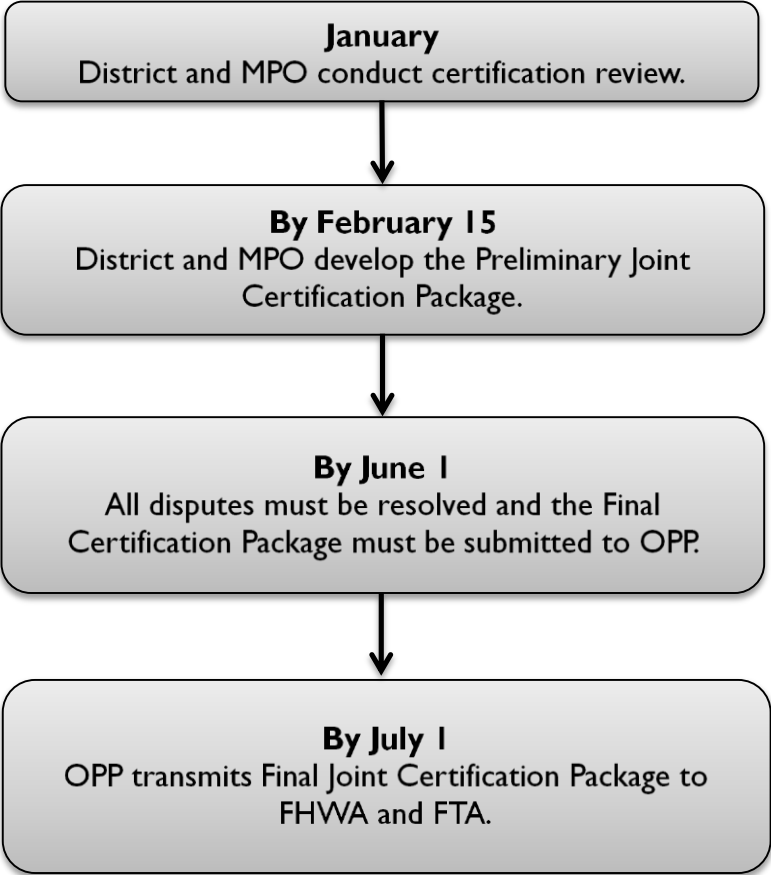 January
District and MPO conduct certification review.
By February 15
District and MPO develop the Preliminary Joint
Certification Package.
By June 1
All disputes must be resolved and the Final
Certification Package must be submitted to OPP.
By July 1
OPP transmits Final Joint Certification Package to
FHWA and FTA.